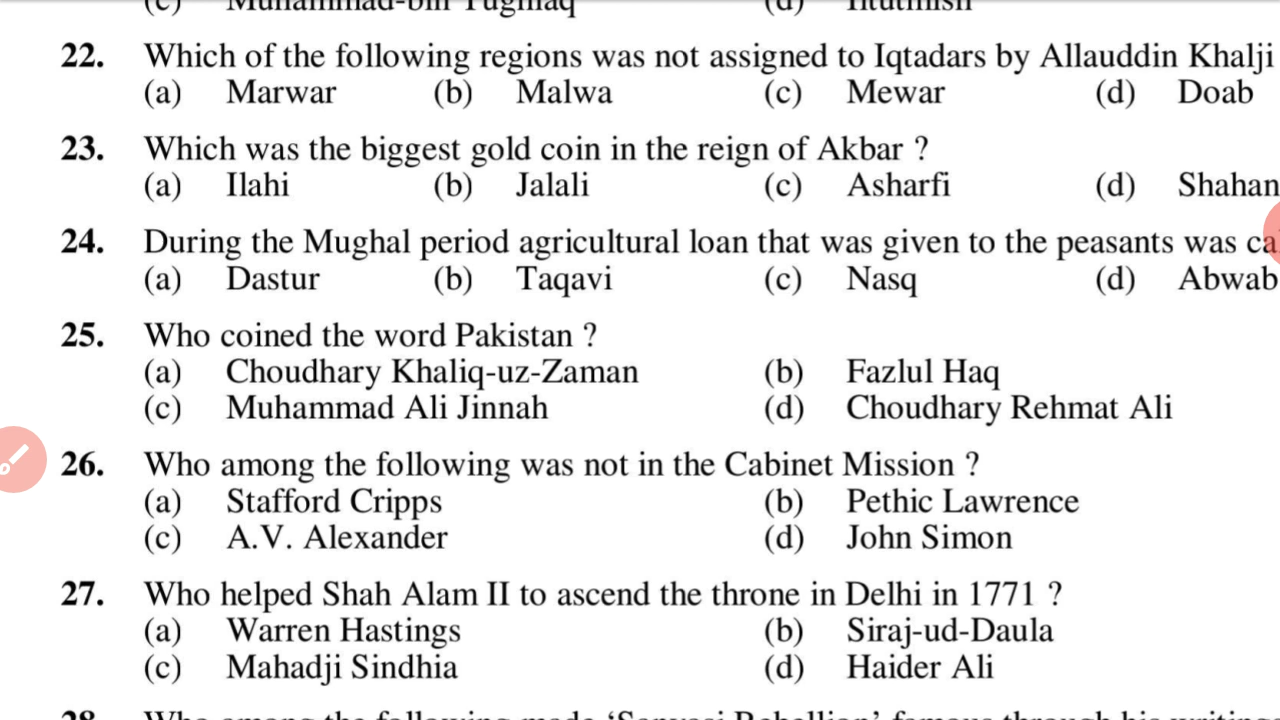 22. Which of the following regions was not assigned to Iqtadars by Allauddin Khalji
(a) Marwar (b) Malwa (c) Mewar (d) Doab
23. Which was the biggest gold coin in the reign of Akbar ?
(a) Ilahi (b) Jalali (c) Asharfi (d) Shahan
24. During the Mughal period agricultural loan that was given to the peasants was
(a) Dastur (b) Taqavi (c) Nasq (d) Abwab
25. Who coined the word Pakistan ?
(a) Choudhary Khaliq-uz-Zaman (b) Fazlul Haq
(c) Muhammad Ali Jinnah (d) Choudhary Rehmat Ali
26. Who among the following was not in the Cabinet Mission ?
(a) Stafford Cripps (b) Pethic Lawrence
(c) A.V. Alexander (d) John Simon
27. Who helped Shah Alam II to ascend the throne in Delhi in 1771 ?
(a) Warren Hastings (b) Siraj-ud-Daula
(c) Mahadji Sindhia (d) Haider Ali